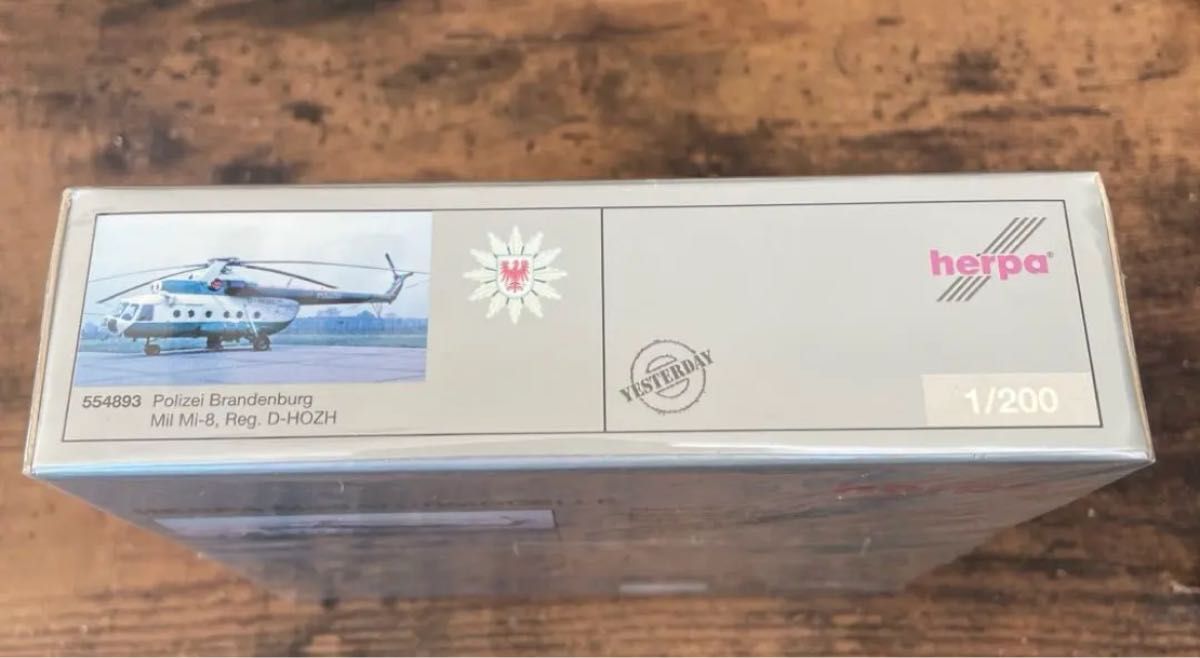 554893 Polizei Brandenburg
Mil Mi-8, Reg. D-HOZH
YESTERDAY
herpa®
1/200